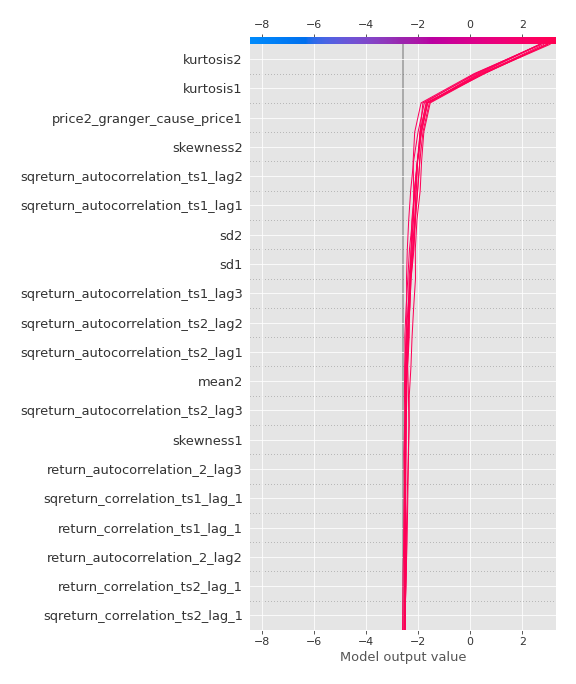 −8 −6 −4 −2 0 2
kurtosis2
kurtosis1
price2_granger_cause_price1
skewness2
sqreturn_autocorrelation_ts1_lag2
sqreturn_autocorrelation_ts1_lag1
sd2
sd1
sqreturn_autocorrelation_ts1_lag3
sqreturn_autocorrelation_ts2_lag2
sqreturn_autocorrelation_ts2_lag1
mean2
sqreturn_autocorrelation_ts2_lag3
skewness1
return_autocorrelation_2_lag3
sqreturn_correlation_ts1_lag_1
return_correlation_ts1_lag_1
return_autocorrelation_2_lag2
return_correlation_ts2_lag_1
sqreturn_correlation_ts2_lag_1
−8 −6 −4 −2 0 2
Model output value